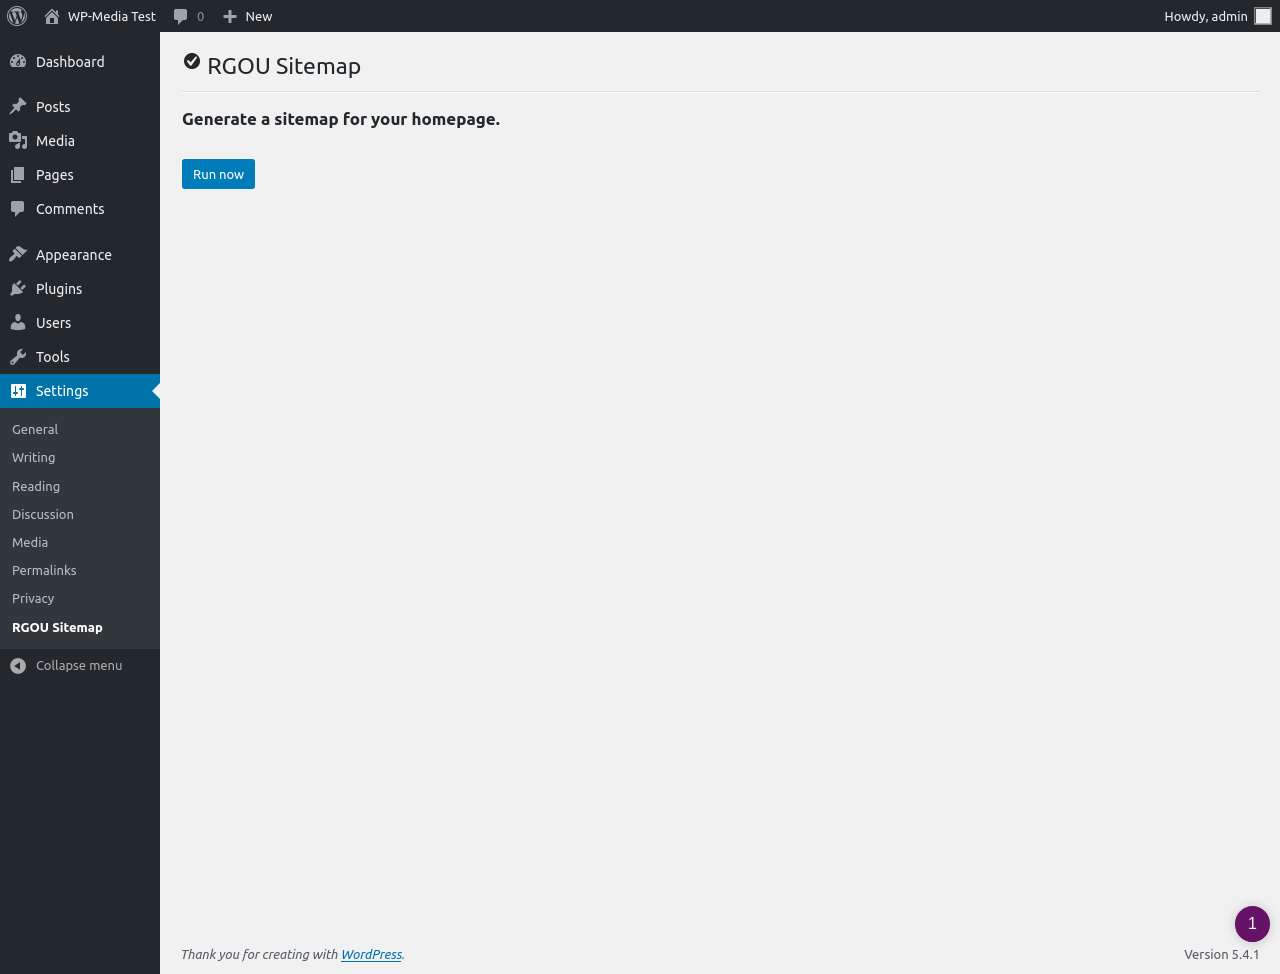 WP-Media Test 0 New Howdy, admin
Dashboard
Posts
Media
Pages
Comments
Appearance
Plugins
Users
Tools
Settings
General
Writing
Reading
Discussion
Media
Permalinks
Privacy
RGOU Sitemap
Collapse menu
RGOU Sitemap
Generate a sitemap for your homepage.
Run now
1
Thank you for creating with WordPress.
Version 5.4.1